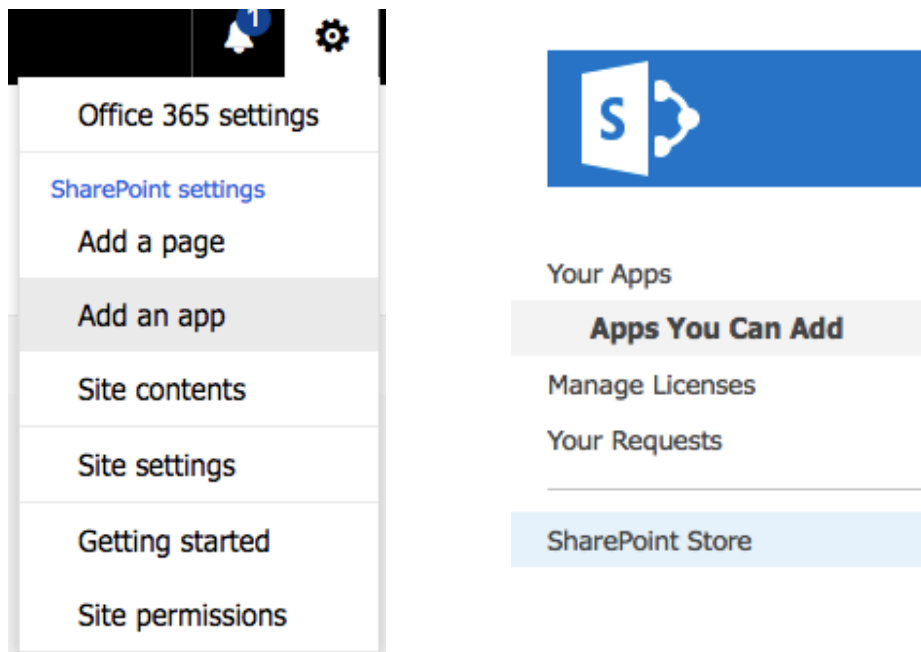 1
Office 365 settings
SharePoint settings
Add a page
Add an app
Site contents
Site settings
Getting started
Site permissions
S
Your Apps
Apps You Can Add
Manage Licenses
Your Requests
SharePoint Store